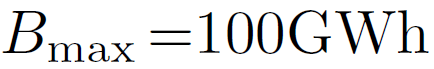 B_max = 100GWh